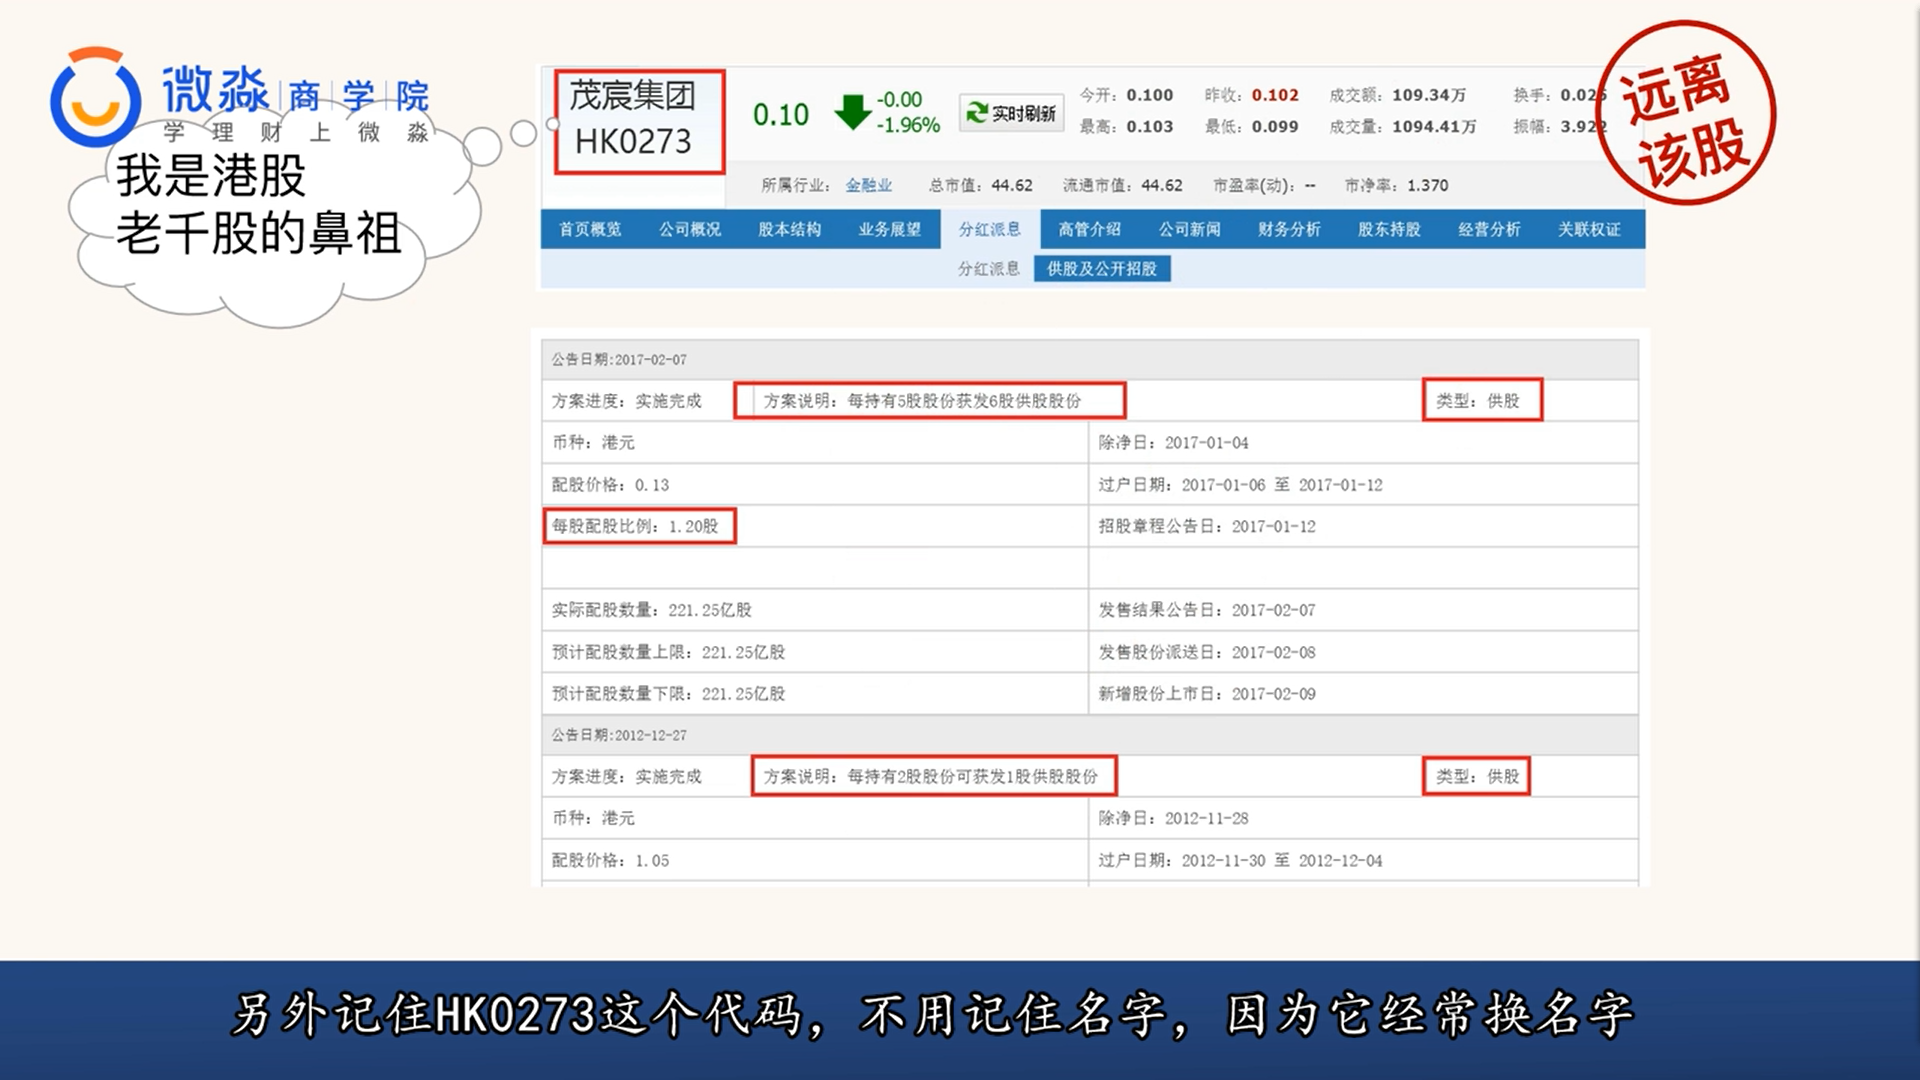 微淼 商 学 院
学 理 财 上 微 淼
我是港股
老千股的鼻祖
茂宸集团
HK0273
0.10
-0.00
-1.96%
实时刷新
今开：0.100 昨收：0.102 成交额：109.34万 换手：0.02
最高：0.103 最低：0.099 成交量：1094.41万 振幅：3.922
所属行业：金融业 总市值：44.62 流通市值：44.62 市盈率(动)：-- 市净率：1.370
远离
该股
首页概览 公司概况 股本结构 业务展望 分红派息 高管介绍 公司新闻 财务分析 股东持股 经营分析 关联权证
分红派息 供股及公开招股
公告日期:2017-02-07
方案进度：实施完成 方案说明：每持有5股股份获发6股供股股份 类型：供股
币种：港元 除净日：2017-01-04
配股价格：0.13 过户日期：2017-01-06 至 2017-01-12
每股配股比例：1.20股 招股章程公告日：2017-01-12
实际配股数量：221.25亿股 发售结果公告日：2017-02-07
预计配股数量上限：221.25亿股 发售股份派送日：2017-02-08
预计配股数量下限：221.25亿股 新增股份上市日：2017-02-09
公告日期:2012-12-27
方案进度：实施完成 方案说明：每持有2股股份可获发1股供股股份 类型：供股
币种：港元 除净日：2012-11-28
配股价格：1.05 过户日期：2012-11-30 至 2012-12-04
另外记住HK0273这个代码，不用记住名字，因为它经常换名字